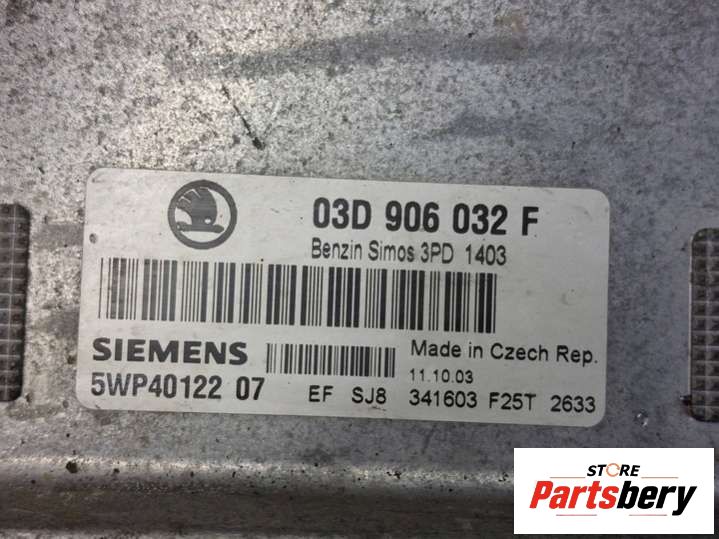 03D 906 032 F
Benzin Simos 3PD 1403
SIEMENS
Made in Czech Rep.
11.10.03
5WP40122 07
EF SJ8 341603 F25T 2633
STORE
Partsbery